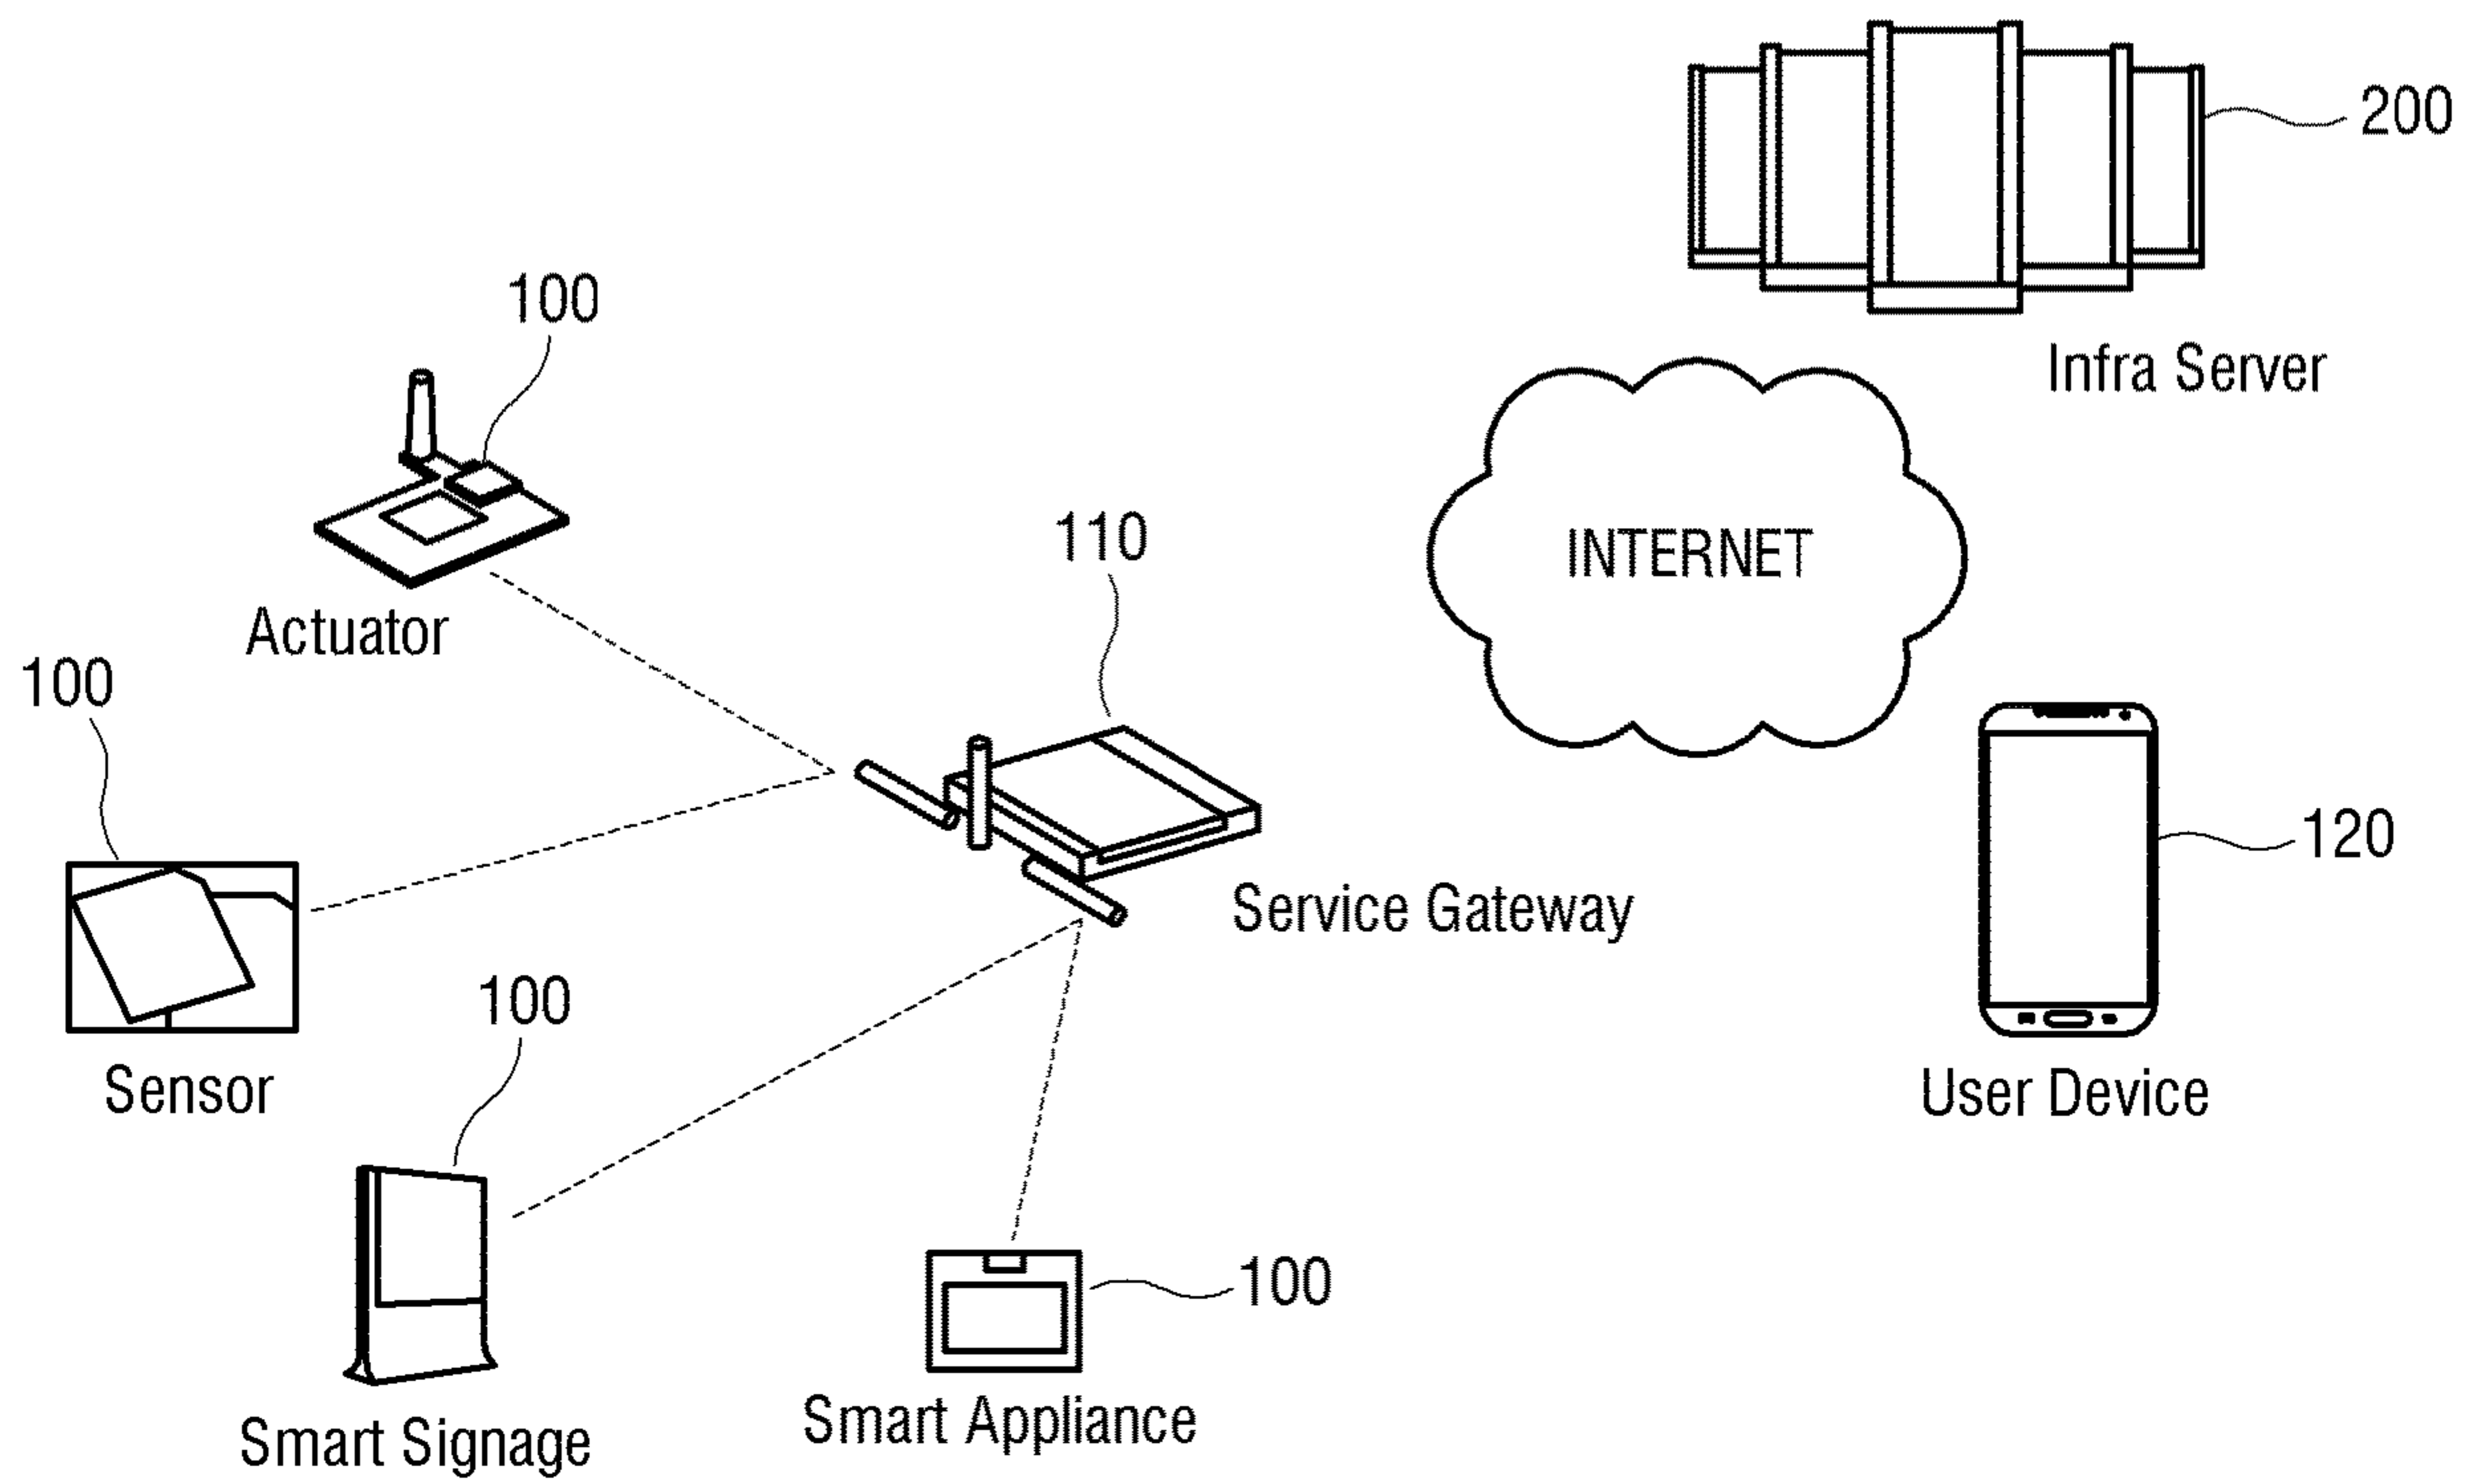 200
Infra Server
100
Actuator
INTERNET
110
100
Service Gateway
120
Sensor
100
User Device
100
Smart Signage
Smart Appliance